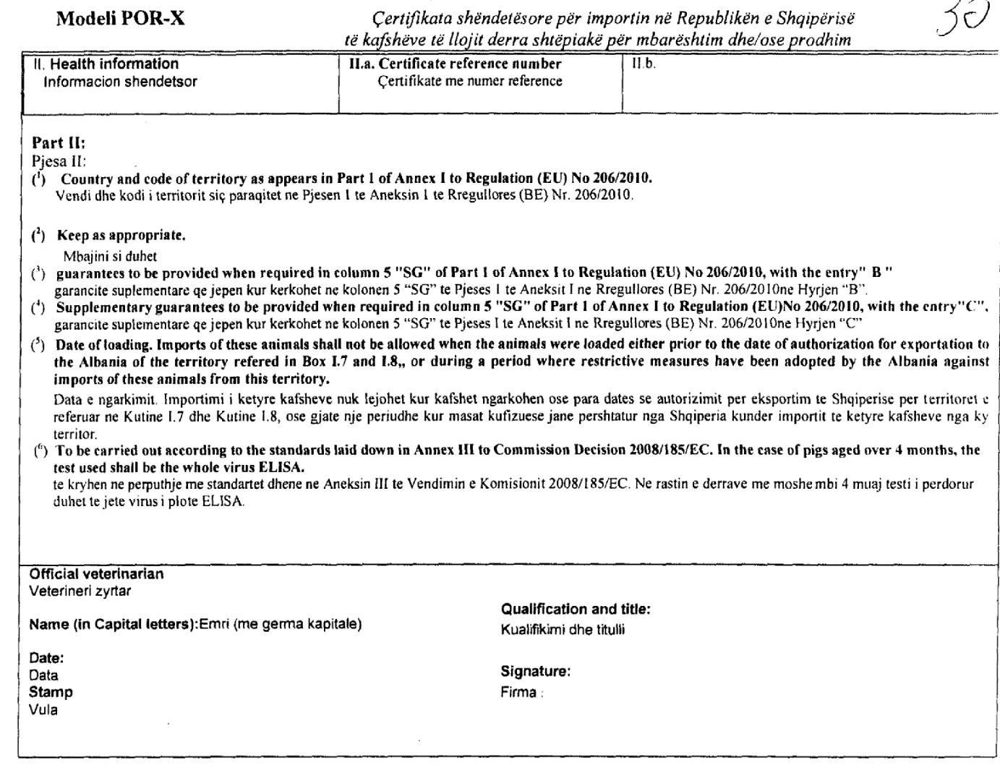 Modeli POR-X
Çertifikata shëndetësore për importin në Republikën e Shqipërisë
të kafshëve të llojit derra shtëpiakë për mbarështim dhe/ose prodhim
30
II. Health information
Informacion shendetsor
II.a. Certificate reference number
Çertifikate me numer reference
II.b.
Part II:
Pjesa II:
(1) Country and code of territory as appears in Part 1 of Annex I to Regulation (EU) No 206/2010.
Vendi dhe kodi i territorit siç paraqitet ne Pjesen 1 te Aneksin 1 te Rregullores (BE) Nr. 206/2010.
(2) Keep as appropriate.
Mbajini si duhet
(3) guarantees to be provided when required in column 5 "SG" of Part 1 of Annex I to Regulation (EU) No 206/2010, with the entry" B "
garancite suplementare qe jepen kur kerkohet ne kolonen 5 “SG” te Pjeses 1 te Aneksit I ne Rregullores (BE) Nr. 206/2010ne Hyrjen “B”.
(4) Supplementary guarantees to be provided when required in column 5 "SG" of Part 1 of Annex I to Regulation (EU)No 206/2010, with the entry"C".
garancite suplementare qe jepen kur kerkohet ne kolonen 5 “SG” te Pjeses I te Aneksit I ne Rregullores (BE) Nr. 206/2010ne Hyrjen “C”
(5) Date of loading. Imports of these animals shall not be allowed when the animals were loaded either prior to the date of authorization for exportation to
the Albania of the territory refered in Box I.7 and I.8,, or during a period where restrictive measures have been adopted by the Albania against
imports of these animals from this territory.
Data e ngarkimit. Importimi i ketyre kafsheve nuk lejohet kur kafshet ngarkohen ose para dates se autorizimit per eksportim te Shqiperise per territoret e
referuar ne Kutine I.7 dhe Kutine I.8, ose gjate nje periudhe kur masat kufizuese jane pershtatur nga Shqiperia kunder importit te ketyre kafsheve nga ky
territor.
(6) To be carried out according to the standards laid down in Annex III to Commission Decision 2008/185/EC. In the case of pigs aged over 4 months, the
test used shall be the whole virus ELISA.
te kryhen ne perputhje me standartet dhene ne Aneksin III te Vendimin e Komisionit 2008/185/EC. Ne rastin e derrave me moshe mbi 4 muaj testi i perdorur
duhet te jete virus i plote ELISA.
Official veterinarian
Veterineri zyrtar
Name (in Capital letters):Emri (me germa kapitale)
Qualification and title:
Kualifikimi dhe titulli
Date:
Data
Stamp
Vula
Signature:
Firma :